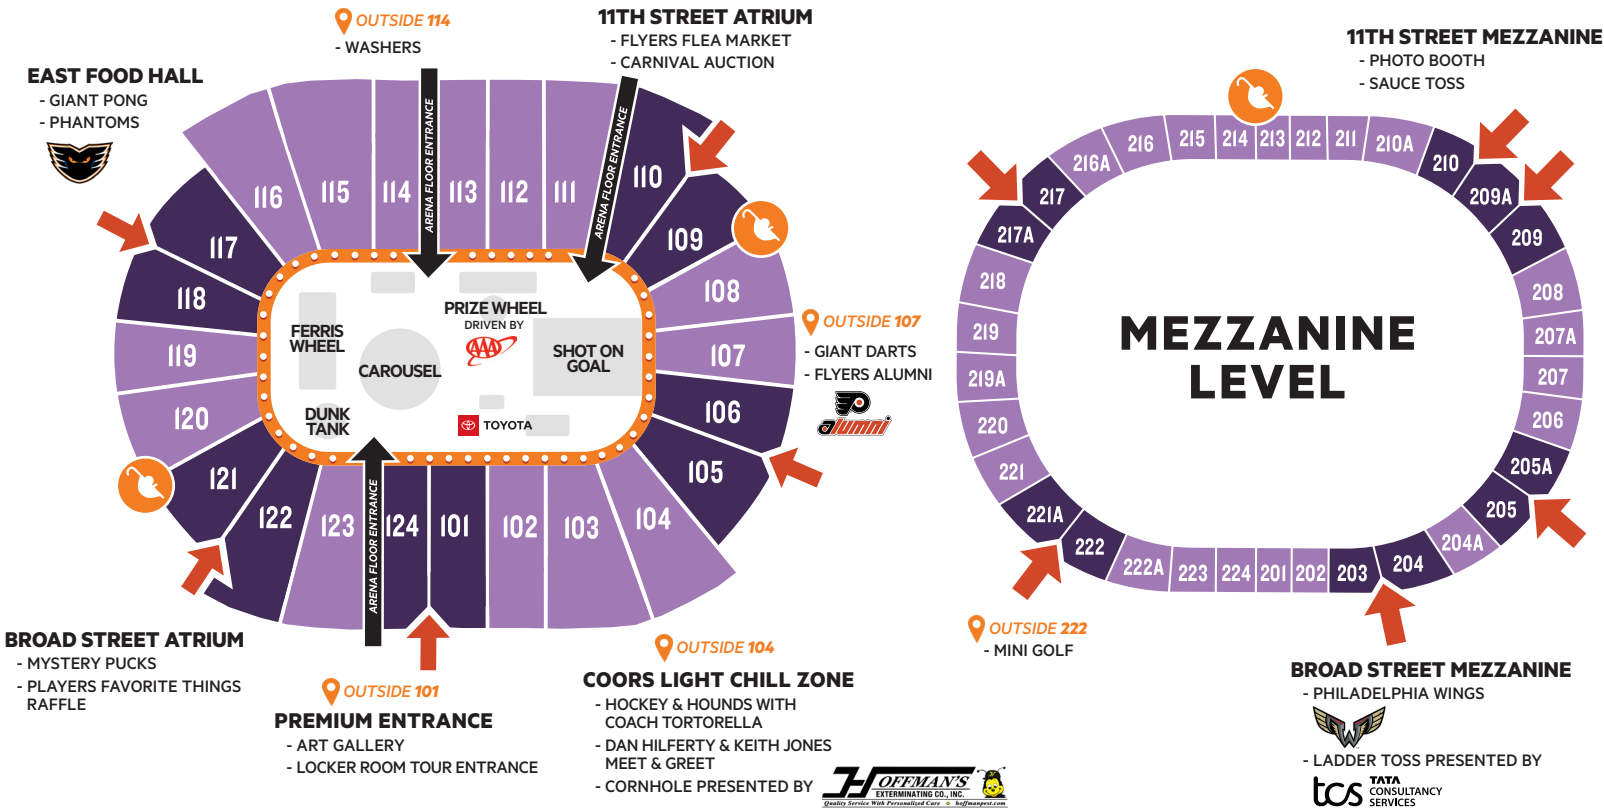 OUTSIDE 114
- WASHERS
11TH STREET ATRIUM
- FLYERS FLEA MARKET
- CARNIVAL AUCTION
EAST FOOD HALL
- GIANT PONG
- PHANTOMS
ARENA FLOOR ENTRANCE
ARENA FLOOR ENTRANCE
116
115
114
113
112
111
110
109
117
118
119
120
121
122
123
124
101
102
103
104
105
106
107
108
FERRIS
WHEEL
CAROUSEL
PRIZE WHEEL
DRIVEN BY
AAA
SHOT ON
GOAL
DUNK
TANK
TOYOTA
ARENA FLOOR ENTRANCE
OUTSIDE 107
- GIANT DARTS
- FLYERS ALUMNI
alumni
BROAD STREET ATRIUM
- MYSTERY PUCKS
- PLAYERS FAVORITE THINGS
RAFFLE
OUTSIDE 101
PREMIUM ENTRANCE
- ART GALLERY
- LOCKER ROOM TOUR ENTRANCE
OUTSIDE 104
COORS LIGHT CHILL ZONE
- HOCKEY & HOUNDS WITH
COACH TORTORELLA
- DAN HILFERTY & KEITH JONES
MEET & GREET
- CORNHOLE PRESENTED BY
HOFFMAN'S
EXTERMINATING CO., INC.
Quality Service With Personalized Care • hoffmanpest.com
11TH STREET MEZZANINE
- PHOTO BOOTH
- SAUCE TOSS
217
216A
216
215
214
213
212
211
210A
210
209A
209
208
207A
207
206
205A
205
204A
204
203
202
201
224
223
222A
222
221A
221
220
219A
219
218
217A
MEZZANINE
LEVEL
OUTSIDE 222
- MINI GOLF
BROAD STREET MEZZANINE
- PHILADELPHIA WINGS
W
- LADDER TOSS PRESENTED BY
tcs
TATA
CONSULTANCY
SERVICES